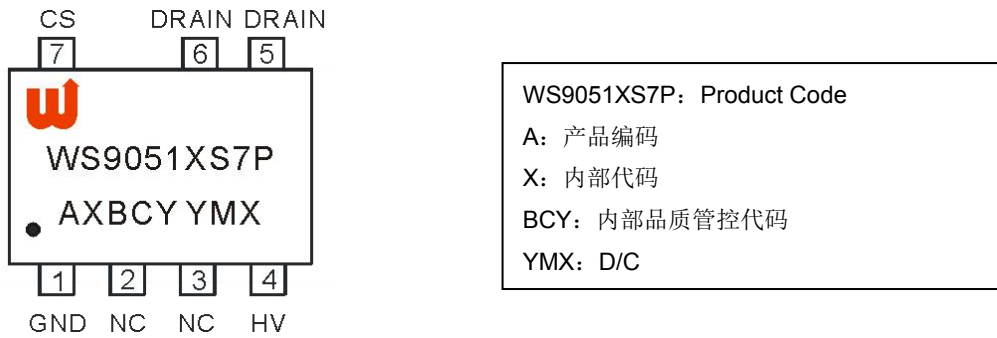 CS DRAIN DRAIN
7 6 5
WS9051XS7P
AXBCY YMX
1 2 3 4
GND NC NC HV
WS9051XS7P：Product Code
A：产品编码
X：内部代码
BCY：内部品质管控代码
YMX：D/C